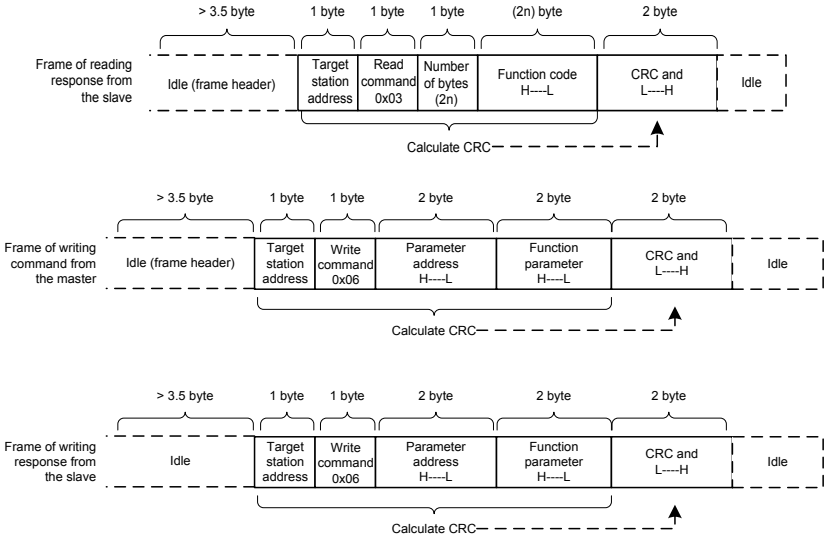 > 3.5 byte 1 byte 1 byte 1 byte (2n) byte 2 byte
Frame of reading
response from
the slave
Idle (frame header)
Target
station
address
Read
command
0x03
Number
of bytes
(2n)
Function code
H----L
CRC and
L----H
Idle
Calculate CRC
> 3.5 byte 1 byte 1 byte 2 byte 2 byte 2 byte
Frame of writing
command from
the master
Idle (frame header)
Target
station
address
Write
command
0x06
Parameter
address
H----L
Function
parameter
H----L
CRC and
L----H
Idle
Calculate CRC
> 3.5 byte 1 byte 1 byte 2 byte 2 byte 2 byte
Frame of writing
response from
the slave
Idle
Target
station
address
Write
command
0x06
Parameter
address
H----L
Function
parameter
H----L
CRC and
L----H
Idle
Calculate CRC